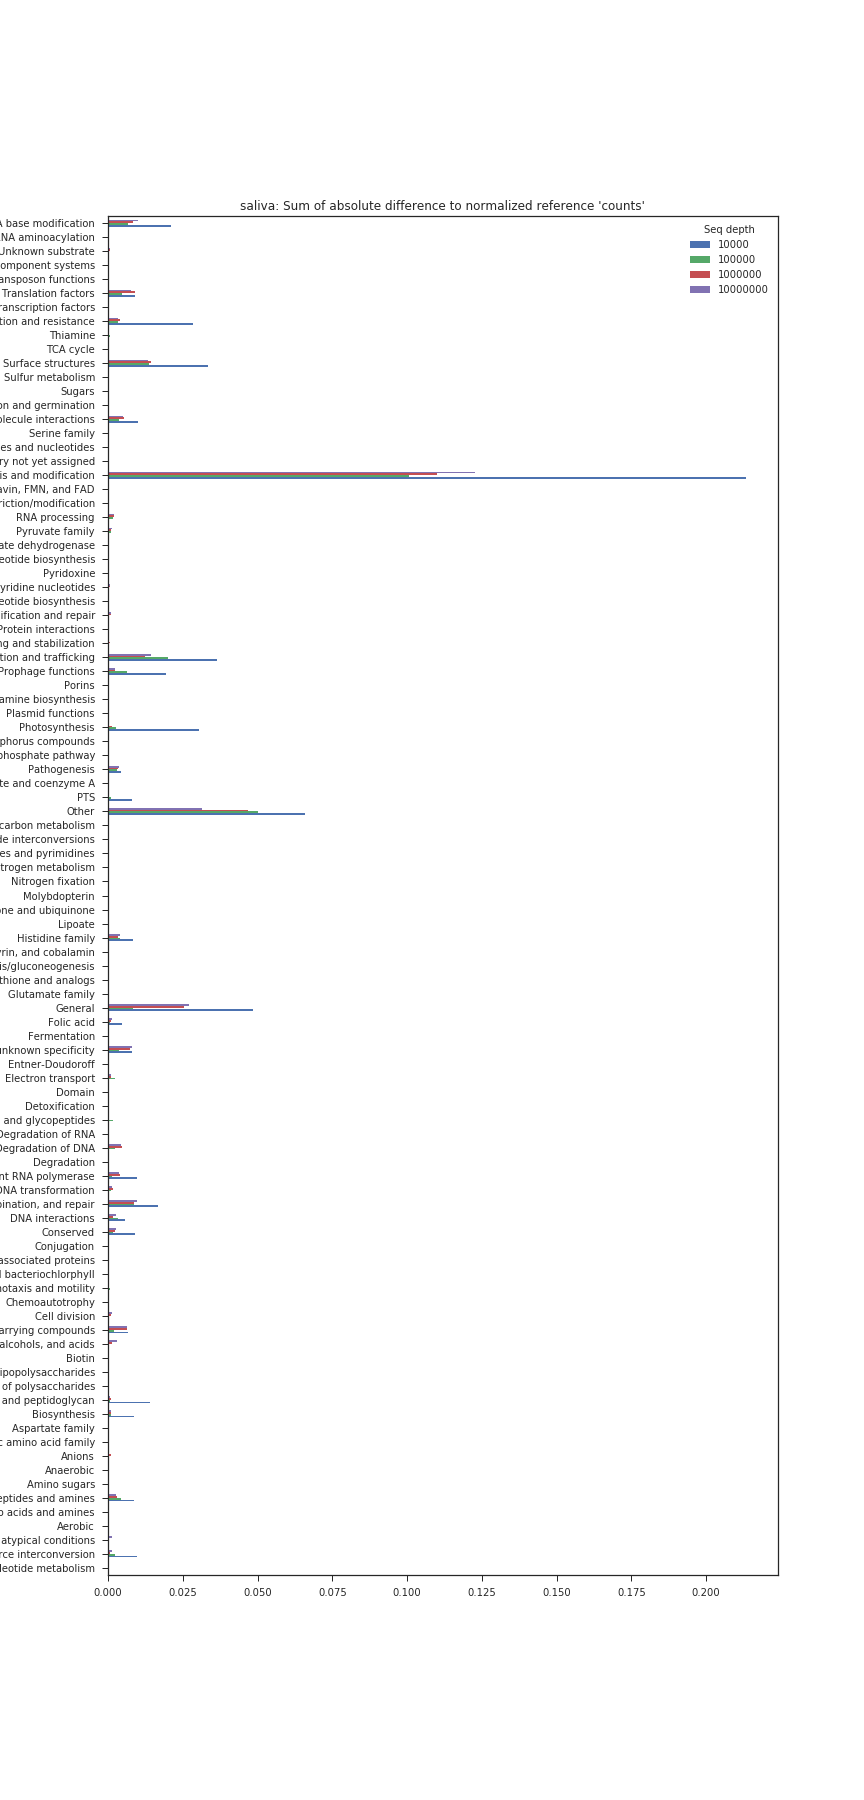 saliva: Sum of absolute difference to normalized reference 'counts'
Seq depth
10000
100000
1000000
10000000
A base modification
NA aminoacylation
Unknown substrate
omponent systems
ansposon functions
Translation factors
ranscription factors
tion and resistance
Thiamine
TCA cycle
Surface structures
Sulfur metabolism
Sugars
on and germination
olecule interactions
Serine family
es and nucleotides
ry not yet assigned
is and modification
avin, FMN, and FAD
riction/modification
RNA processing
Pyruvate family
ate dehydrogenase
eotide biosynthesis
Pyridoxine
yridine nucleotides
eotide biosynthesis
ification and repair
Protein interactions
ng and stabilization
tion and trafficking
Prophage functions
Porins
amine biosynthesis
Plasmid functions
Photosynthesis
phorus compounds
phosphate pathway
Pathogenesis
te and coenzyme A
PTS
Other
carbon metabolism
de interconversions
es and pyrimidines
trogen metabolism
Nitrogen fixation
Molybdopterin
one and ubiquinone
Lipoate
Histidine family
yrin, and cobalamin
is/gluconeogenesis
thione and analogs
Glutamate family
General
Folic acid
Fermentation
unknown specificity
Entner-Doudoroff
Electron transport
Domain
Detoxification
and glycopeptides
Degradation of RNA
Degradation of DNA
Degradation
nt RNA polymerase
DNA transformation
bination, and repair
DNA interactions
Conserved
Conjugation
associated proteins
l bacteriochlorphyll
notaxis and motility
Chemoautotrophy
Cell division
arrying compounds
alcohols, and acids
Biotin
ipopolysaccharides
of polysaccharides
and peptidoglycan
Biosynthesis
Aspartate family
c amino acid family
Anions
Anaerobic
Amino sugars
eptides and amines
o acids and amines
Aerobic
atypical conditions
rce interconversion
leotide metabolism
0.000 0.025 0.050 0.075 0.100 0.125 0.150 0.175 0.200